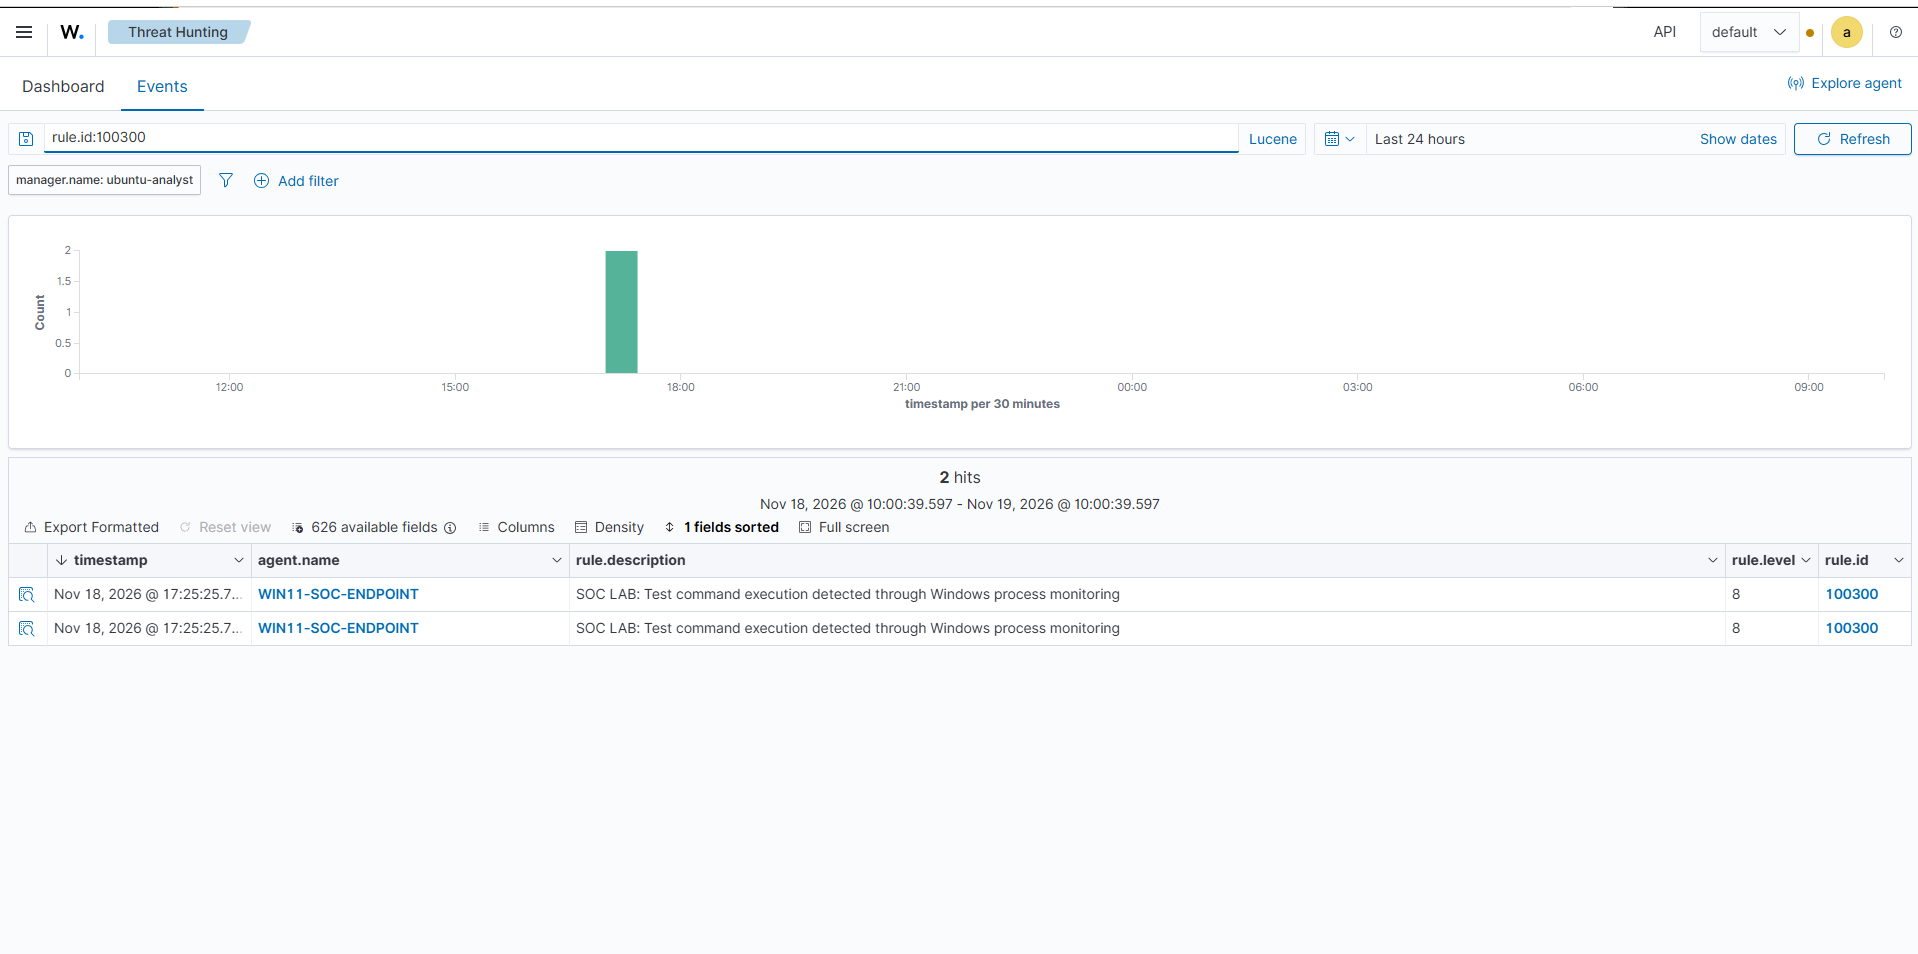 W. Threat Hunting API default a
Dashboard Events Explore agent
rule.id:100300 Lucene Last 24 hours Show dates Refresh
manager.name: ubuntu-analyst Add filter
2
1.5
1
0.5
0
Count
12:00 15:00 18:00 21:00 00:00 03:00 06:00 09:00
timestamp per 30 minutes
2 hits
Nov 18, 2026 @ 10:00:39.597 - Nov 19, 2026 @ 10:00:39.597
Export Formatted Reset view 626 available fields Columns Density 1 fields sorted Full screen
timestamp agent.name rule.description rule.level rule.id
Nov 18, 2026 @ 17:25:25.7... WIN11-SOC-ENDPOINT SOC LAB: Test command execution detected through Windows process monitoring 8 100300
Nov 18, 2026 @ 17:25:25.7... WIN11-SOC-ENDPOINT SOC LAB: Test command execution detected through Windows process monitoring 8 100300